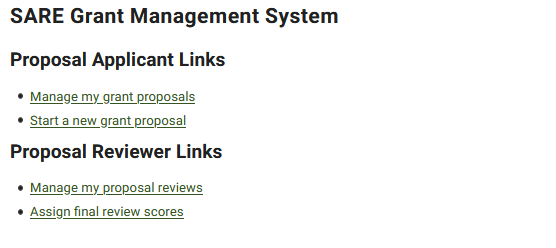 SARE Grant Management System
Proposal Applicant Links
Manage my grant proposals
Start a new grant proposal
Proposal Reviewer Links
Manage my proposal reviews
Assign final review scores